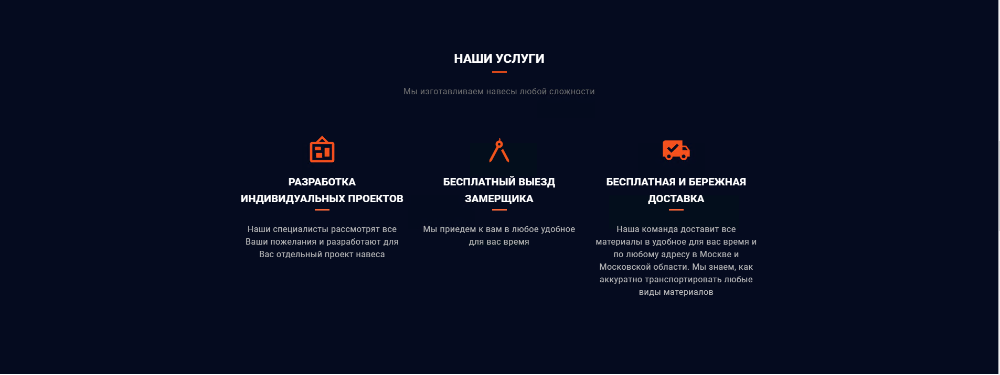 НАШИ УСЛУГИ
Мы изготавливаем навесы любой сложности
РАЗРАБОТКА
ИНДИВИДУАЛЬНЫХ ПРОЕКТОВ
Наши специалисты рассмотрят все
Ваши пожелания и разработают для
Вас отдельный проект навеса
БЕСПЛАТНЫЙ ВЫЕЗД
ЗАМЕРЩИКА
Мы приедем к вам в любое удобное
для вас время
БЕСПЛАТНАЯ И БЕРЕЖНАЯ
ДОСТАВКА
Наша команда доставит все
материалы в удобное для вас время и
по любому адресу в Москве и
Московской области. Мы знаем, как
аккуратно транспортировать любые
виды материалов